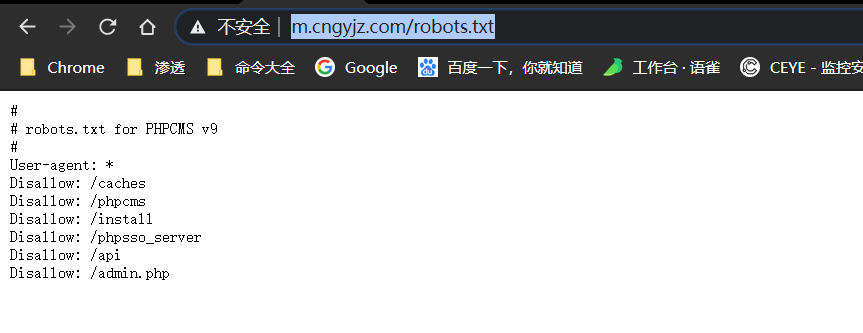 不安全 | m.cngyjz.com/robots.txt
Chrome 渗透 命令大全 Google 百度一下，你就知道 工作台 · 语雀 CEYE - 监控安
#
# robots.txt for PHPCMS v9
#
User-agent: *
Disallow: /caches
Disallow: /phpcms
Disallow: /install
Disallow: /phpsso_server
Disallow: /api
Disallow: /admin.php